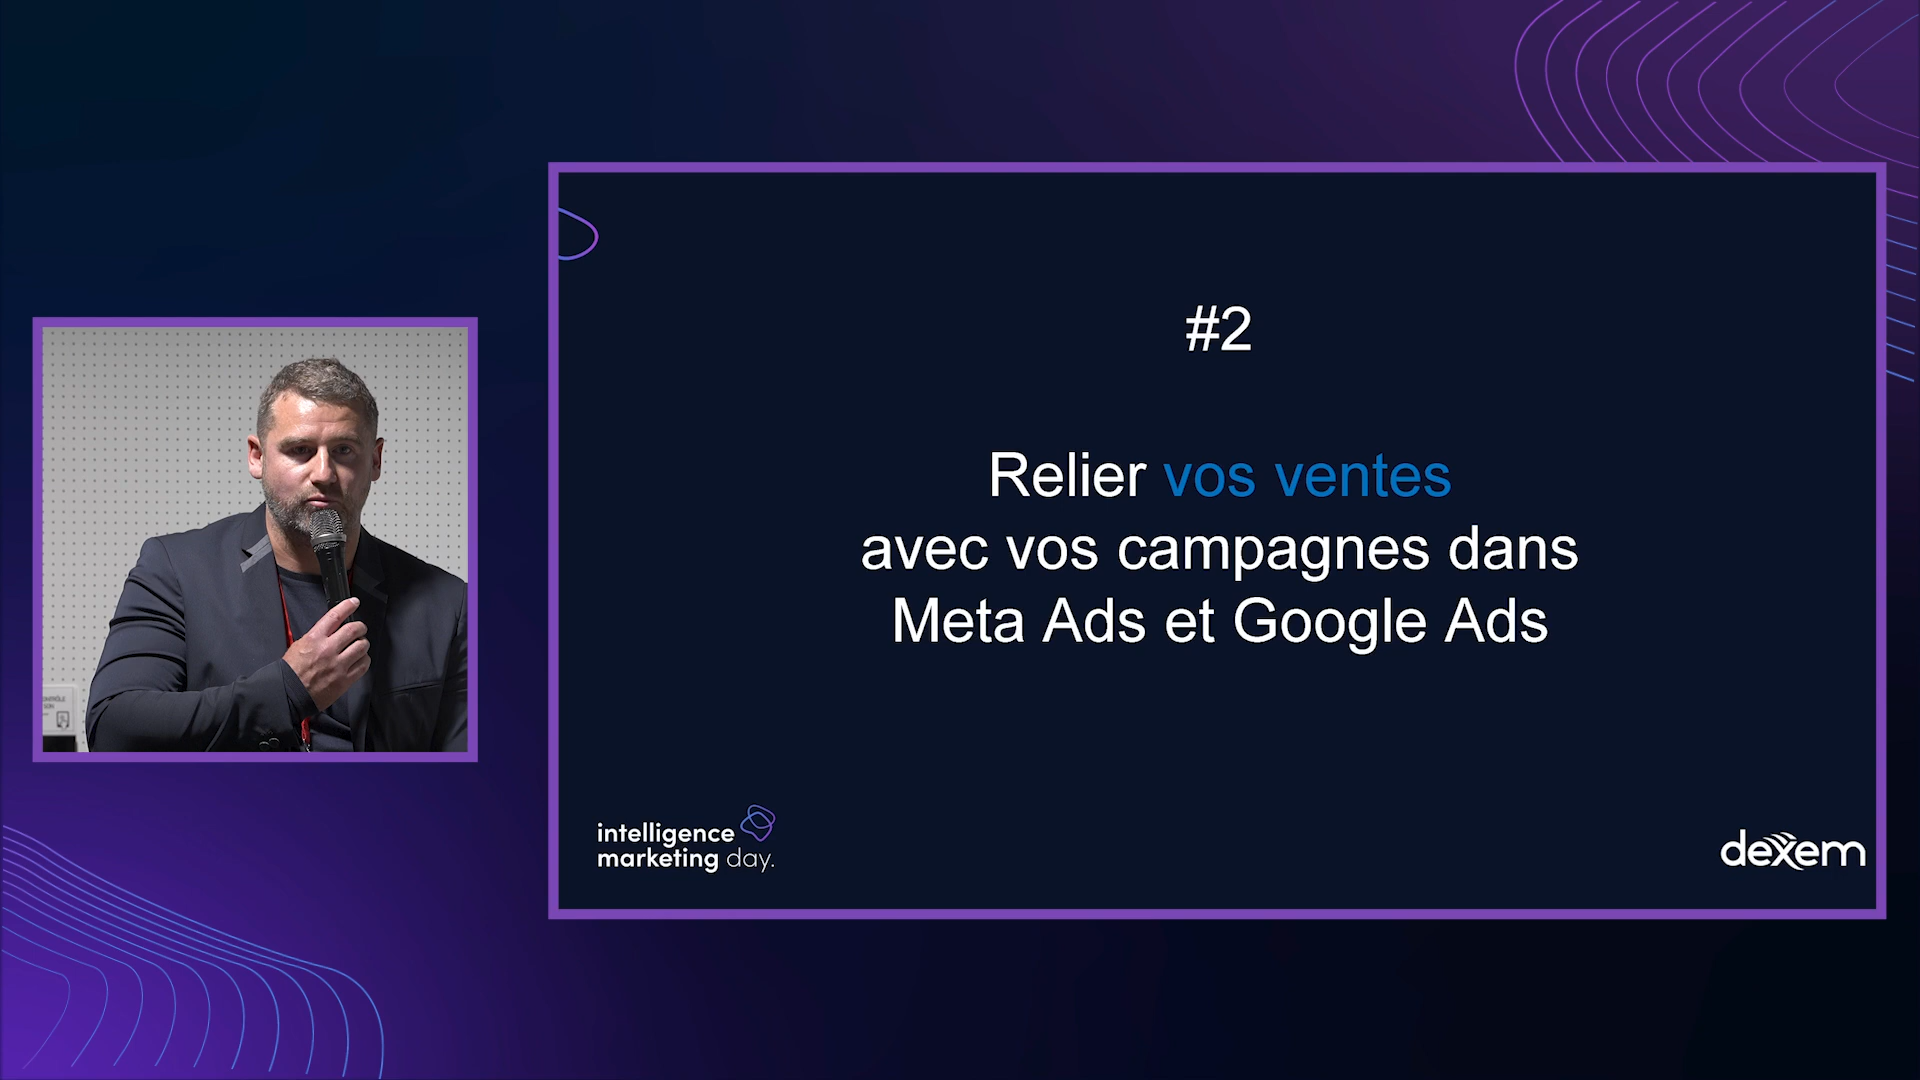 #2
Relier vos ventes
avec vos campagnes dans
Meta Ads et Google Ads
intelligence
marketing day.
dexem